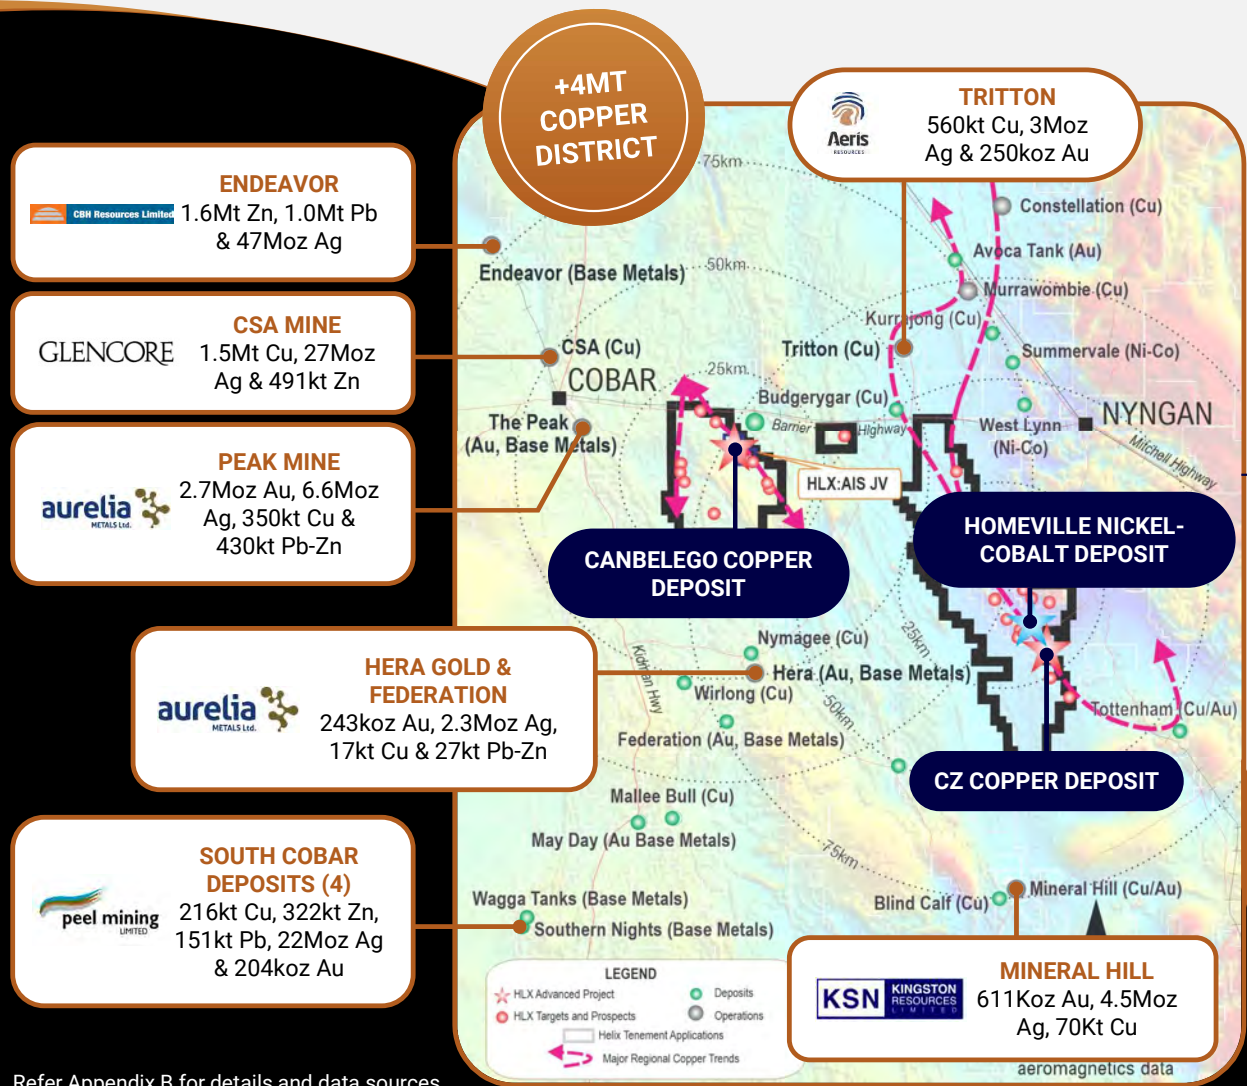 +4MT
COPPER
DISTRICT
TRITTON
560kt Cu, 3Moz
Ag & 250koz Au
Aeris
RESOURCES
ENDEAVOR
1.6Mt Zn, 1.0Mt Pb
& 47Moz Ag
CBH Resources Limited
CSA MINE
1.5Mt Cu, 27Moz
Ag & 491kt Zn
GLENCORE
PEAK MINE
2.7Moz Au, 6.6Moz
Ag, 350kt Cu &
430kt Pb-Zn
aurelia
METALS Ltd.
HERA GOLD &
FEDERATION
243koz Au, 2.3Moz Ag,
17kt Cu & 27kt Pb-Zn
aurelia
METALS Ltd.
SOUTH COBAR
DEPOSITS (4)
216kt Cu, 322kt Zn,
151kt Pb, 22Moz Ag
& 204koz Au
peel mining
LIMITED
75km
Constellation (Cu)
Avoca Tank (Au)
50km
Endeavor (Base Metals)
Murrawombie (Cu)
Kurrajong (Cu)
CSA (Cu)
Tritton (Cu)
Summervale (Ni-Co)
COBAR
25km
Budgerygar (Cu)
NYNGAN
The Peak
(Au, Base Metals)
Barrier Highway
West Lynn
(Ni-Co)
Mitchell Highway
HLX:AIS JV
CANBELEGO COPPER
DEPOSIT
HOMEVILLE NICKEL-
COBALT DEPOSIT
25km
Nymagee (Cu)
Kidman Hwy
Hera (Au, Base Metals)
Wirlong (Cu)
50km
Tottenham (Cu/Au)
Federation (Au, Base Metals)
CZ COPPER DEPOSIT
Mallee Bull (Cu)
May Day (Au Base Metals)
75km
Mineral Hill (Cu/Au)
Wagga Tanks (Base Metals)
Blind Calf (Cu)
Southern Nights (Base Metals)
LEGEND
HLX Advanced Project
Deposits
HLX Targets and Prospects
Operations
Helix Tenement Applications
Major Regional Copper Trends
MINERAL HILL
611Koz Au, 4.5Moz
Ag, 70Kt Cu
KSN KINGSTON
RESOURCES
LIMITED
aeromagnetics data
Refer Appendix B for details and data sources